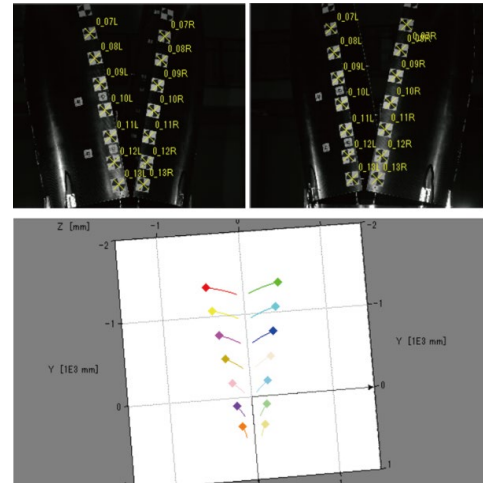 0_07L
0_07R
0_08L
0_08R
0_09L
0_09R
0_10L
0_10R
0_11L
0_11R
0_12L
0_12R
0_13L
0_13R
0_07L
0_08L
0_09L
0_09R
0_10L
0_10R
0_11L
0_11R
0_12L
0_12R
0_13L
0_13R
Z [mm]
-2
-1
0
1
-2
-1
0
1
-1
0
Y [1E3 mm]
Y [1E3 mm]